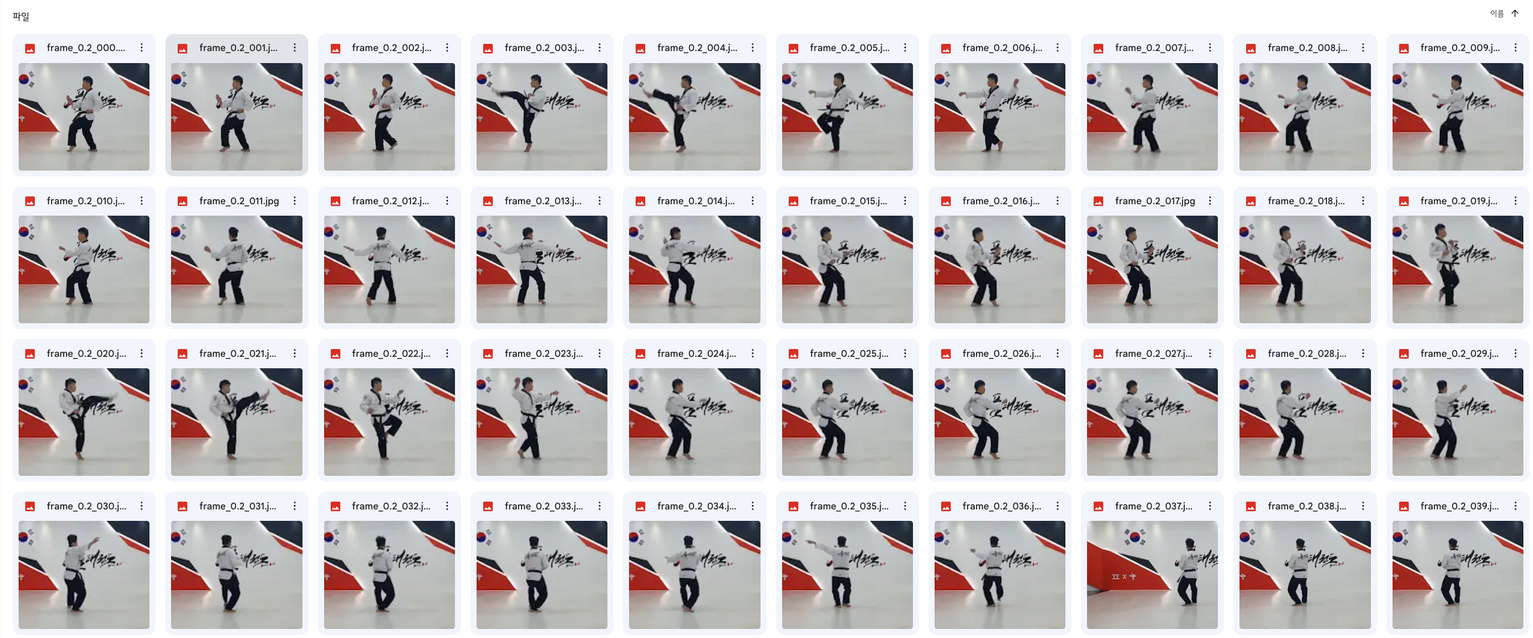 파일
이름
frame_0.2_000....
frame_0.2_001.j...
frame_0.2_002.j...
frame_0.2_003.j...
frame_0.2_004.j...
frame_0.2_005.j...
frame_0.2_006.j...
frame_0.2_007.j...
frame_0.2_008.j...
frame_0.2_009.j...
frame_0.2_010.j...
frame_0.2_011.jpg
frame_0.2_012.j...
frame_0.2_013.j...
frame_0.2_014.j...
frame_0.2_015.j...
frame_0.2_016.j...
frame_0.2_017.jpg
frame_0.2_018.j...
frame_0.2_019.j...
frame_0.2_020.j...
frame_0.2_021.j...
frame_0.2_022.j...
frame_0.2_023.j...
frame_0.2_024.j...
frame_0.2_025.j...
frame_0.2_026.j...
frame_0.2_027.j...
frame_0.2_028.j...
frame_0.2_029.j...
frame_0.2_030.j...
frame_0.2_031.j...
frame_0.2_032.j...
frame_0.2_033.j...
frame_0.2_034.j...
frame_0.2_035.j...
frame_0.2_036.j...
frame_0.2_037.j...
frame_0.2_038.j...
frame_0.2_039.j...